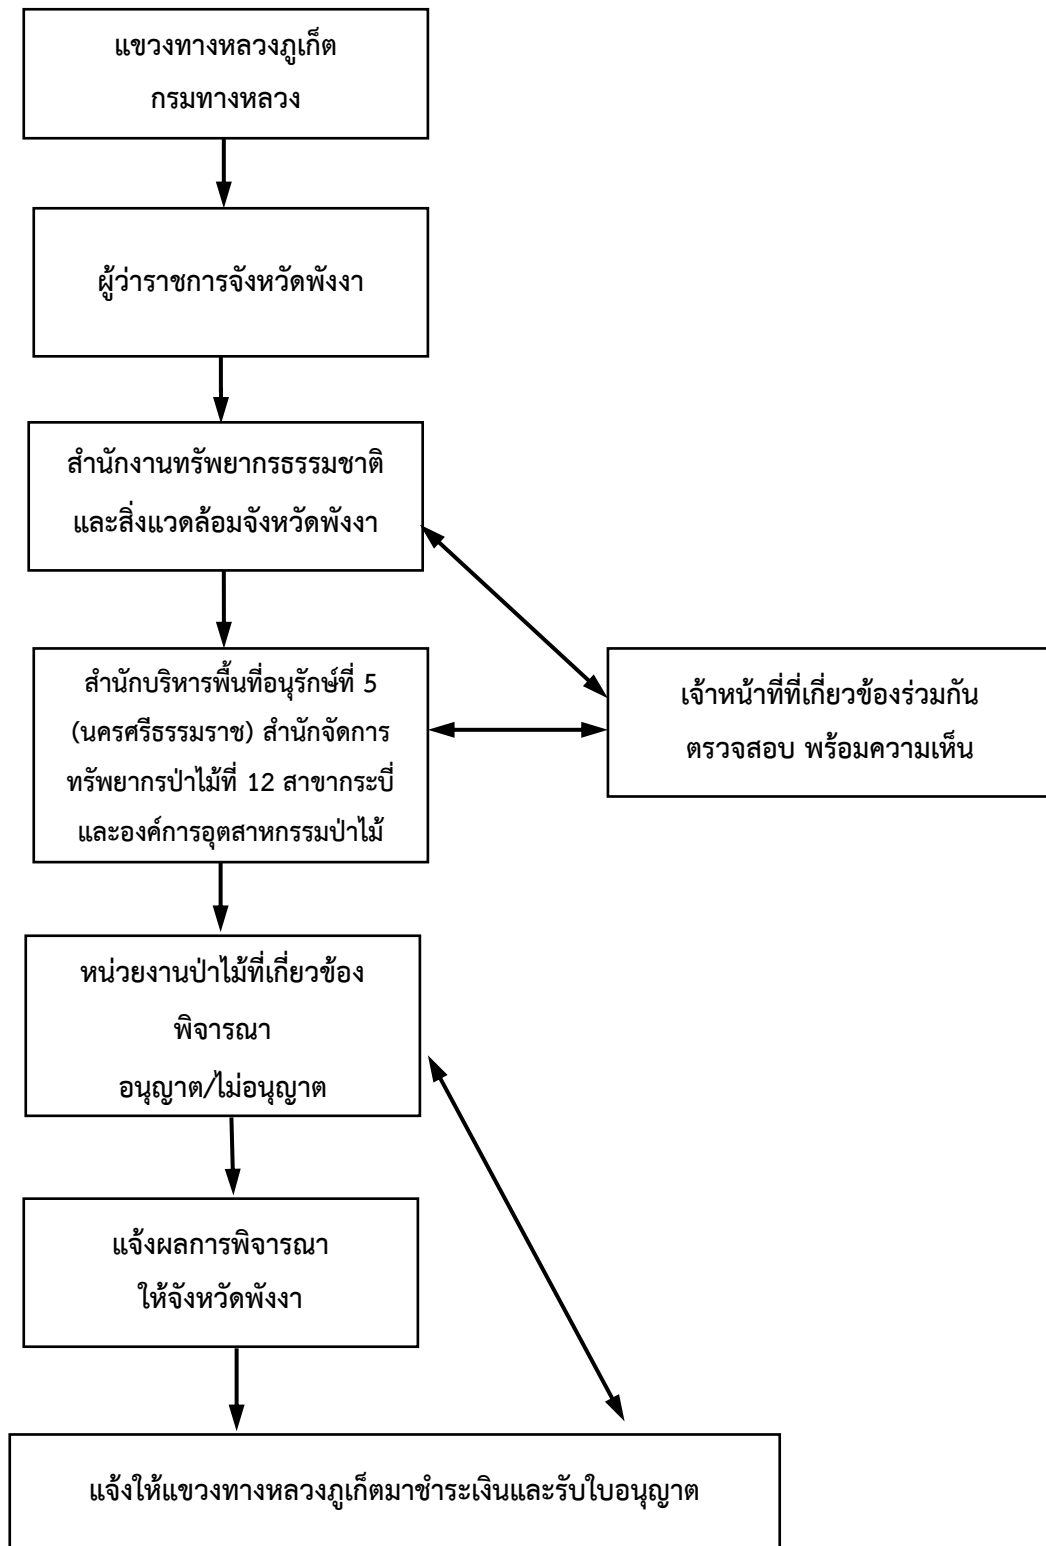 แขวงทางหลวงภูเก็ต
กรมทางหลวง
ผู้ว่าราชการจังหวัดพังงา
สำนักงานทรัพยากรธรรมชาติ
และสิ่งแวดล้อมจังหวัดพังงา
สำนักบริหารพื้นที่อนุรักษ์ที่ 5
(นครศรีธรรมราช) สำนักจัดการ
ทรัพยากรป่าไม้ที่ 12 สาขากระบี่
และองค์การอุตสาหกรรมป่าไม้
เจ้าหน้าที่ที่เกี่ยวข้องร่วมกัน
ตรวจสอบ พร้อมความเห็น
หน่วยงานป่าไม้ที่เกี่ยวข้อง
พิจารณา
อนุญาต/ไม่อนุญาต
แจ้งผลการพิจารณา
ให้จังหวัดพังงา
แจ้งให้แขวงทางหลวงภูเก็ตมาชำระเงินและรับใบอนุญาต